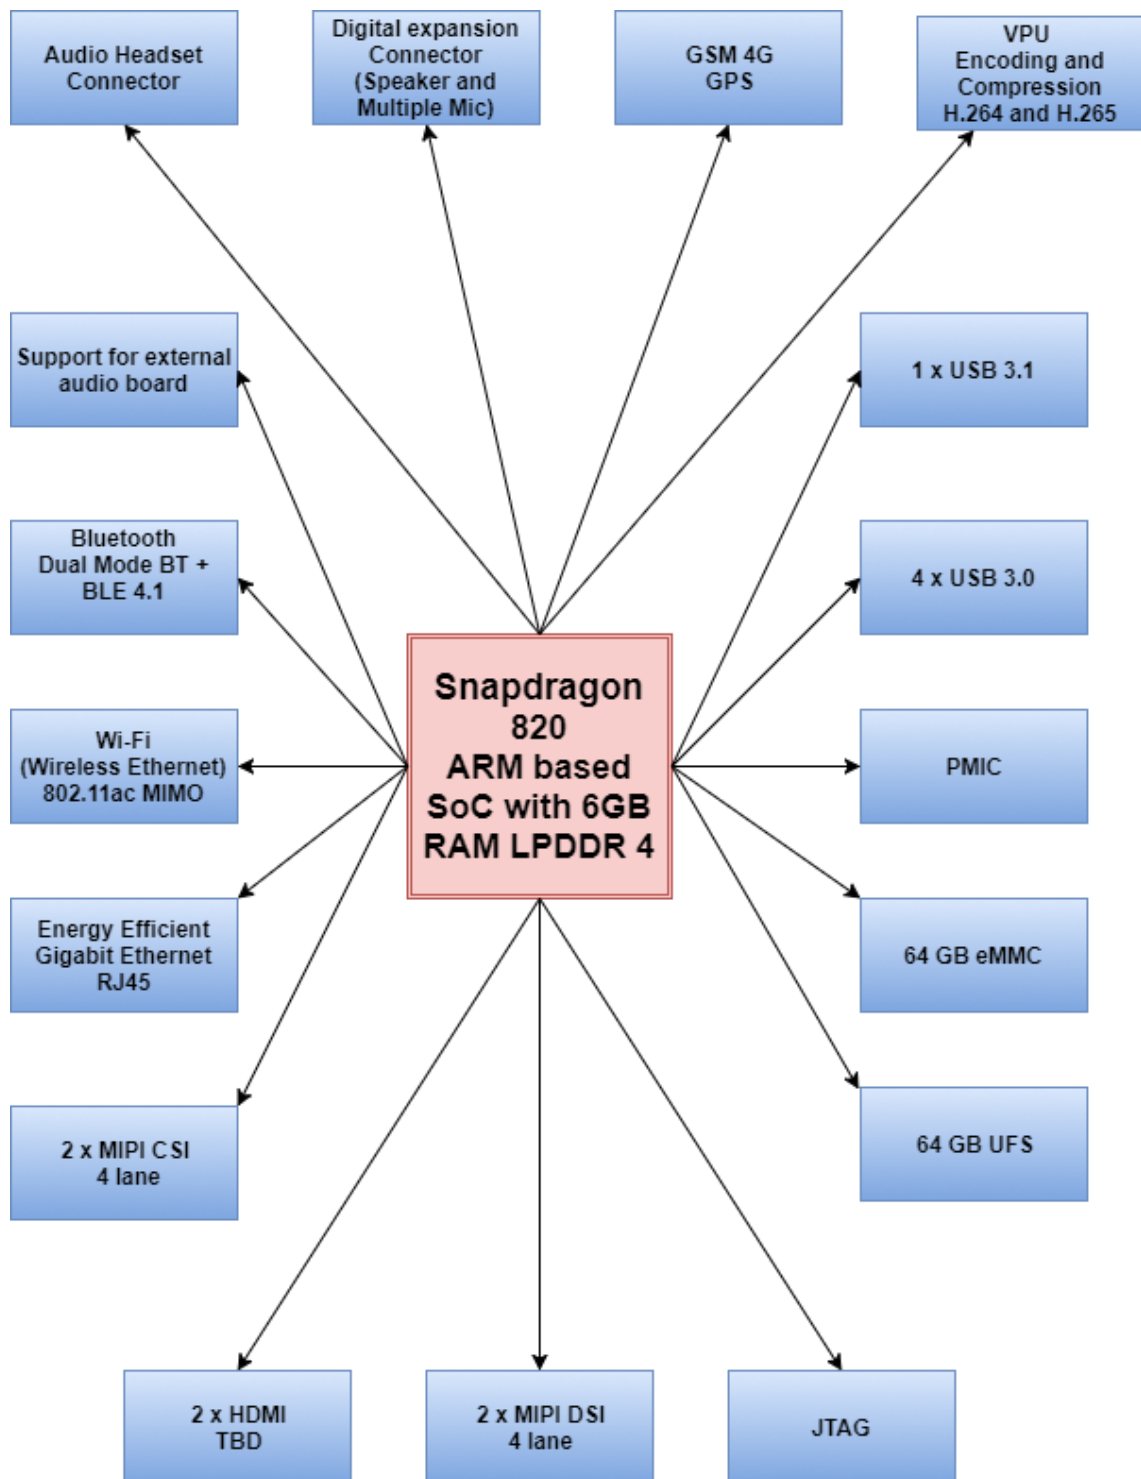 Audio Headset
Connector
Digital expansion
Connector
(Speaker and
Multiple Mic)
GSM 4G
GPS
VPU
Encoding and
Compression
H.264 and H.265
Support for external
audio board
1 x USB 3.1
Bluetooth
Dual Mode BT +
BLE 4.1
4 x USB 3.0
Snapdragon
820
ARM based
SoC with 6GB
RAM LPDDR 4
Wi-Fi
(Wireless Ethernet)
802.11ac MIMO
PMIC
Energy Efficient
Gigabit Ethernet
RJ45
64 GB eMMC
2 x MIPI CSI
4 lane
64 GB UFS
2 x HDMI
TBD
2 x MIPI DSI
4 lane
JTAG